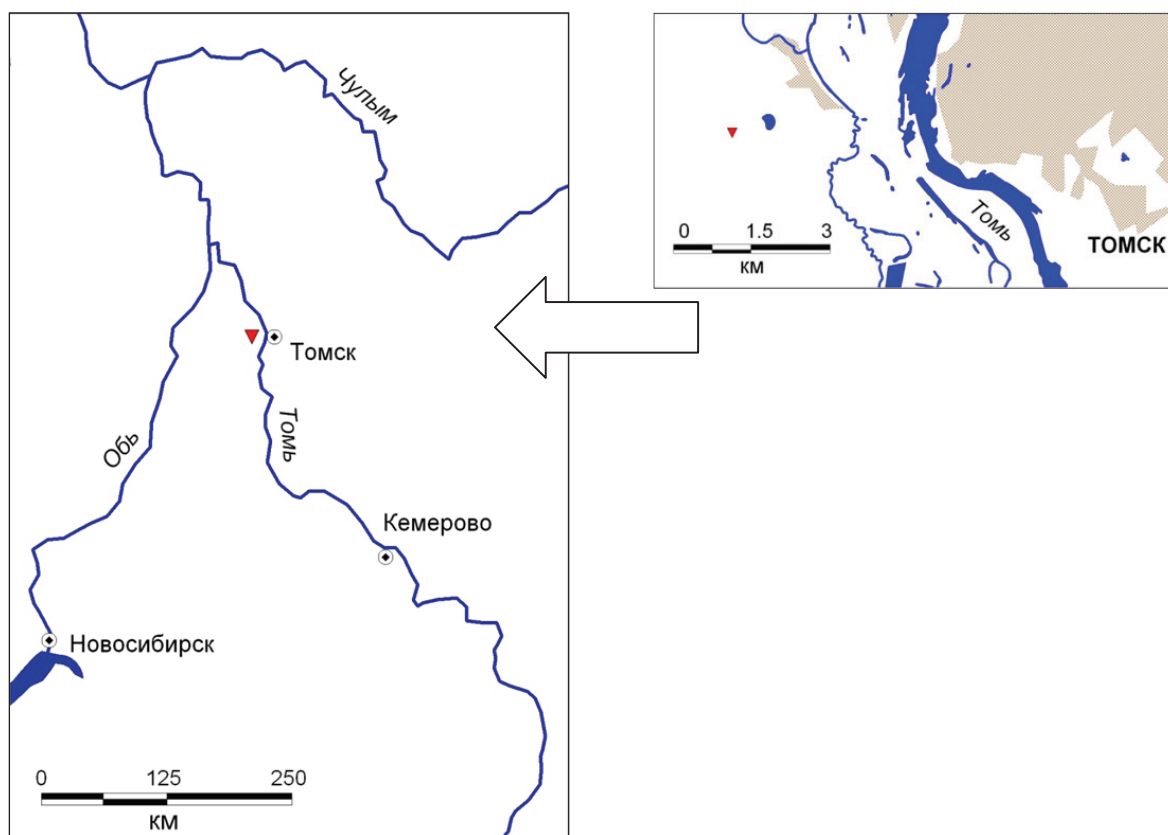 Чулым
Томск
Томь
Обь
Кемерово
Новосибирск
0 125 250
км
Томь
0 1.5 3
ТОМСК
км